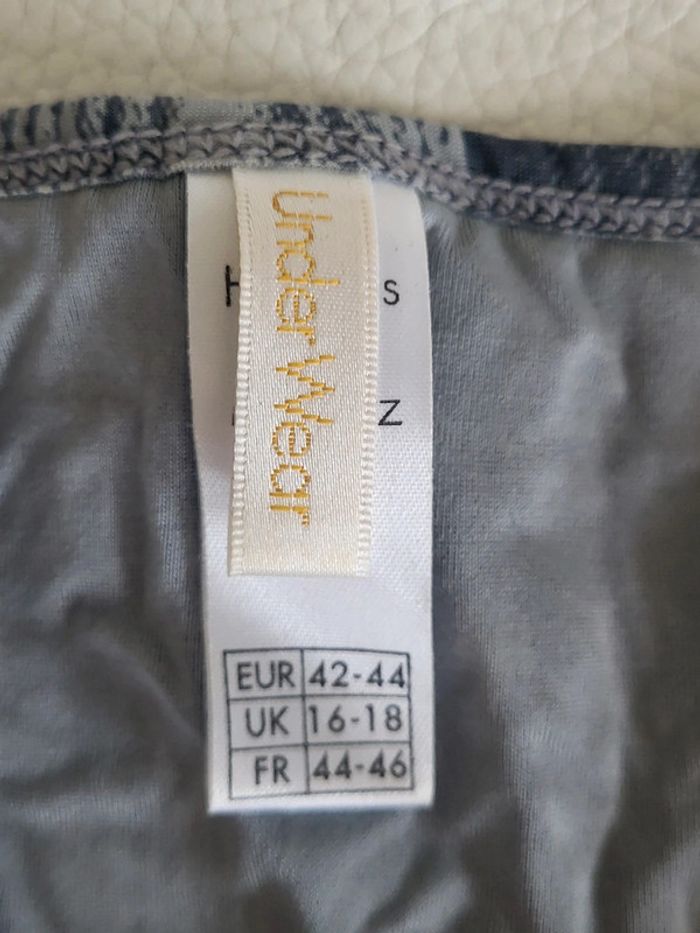 Under Wear
S
Z
EUR 42-44
UK 16-18
FR 44-46